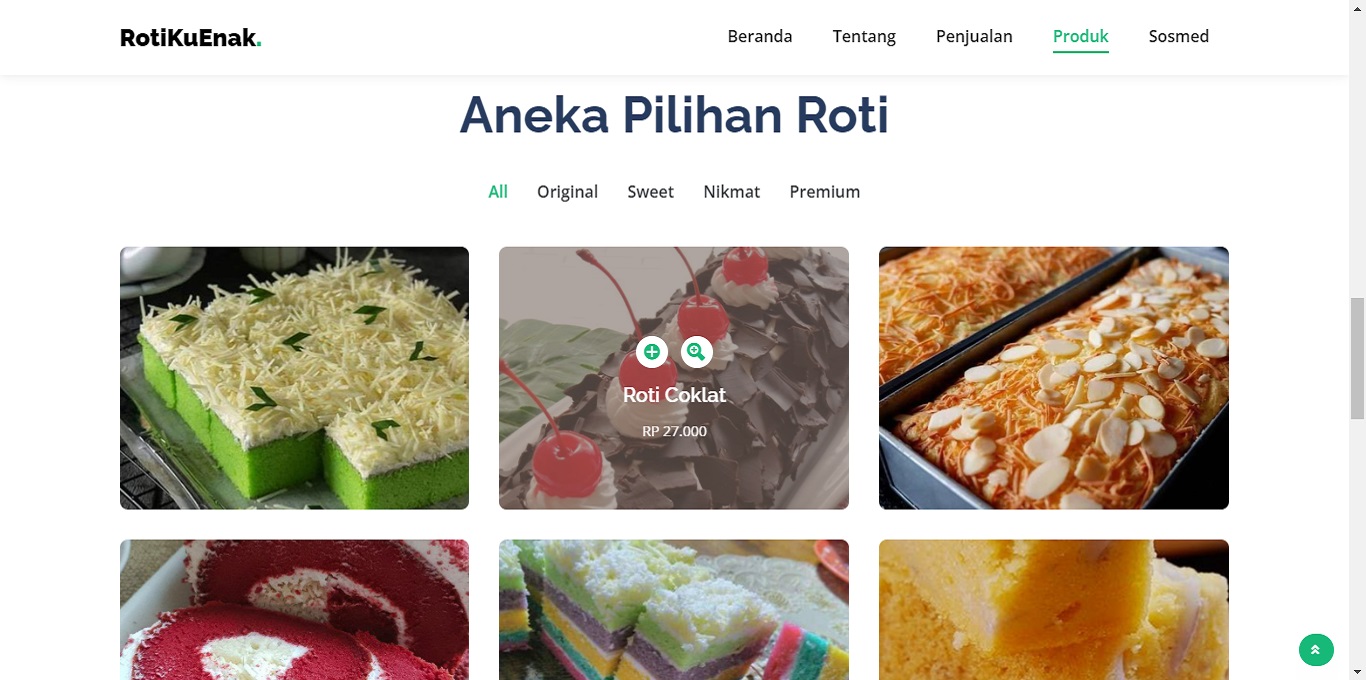 RotiKuEnak.
Beranda Tentang Penjualan Produk Sosmed
Aneka Pilihan Roti
All Original Sweet Nikmat Premium
Roti Coklat
RP 27.000